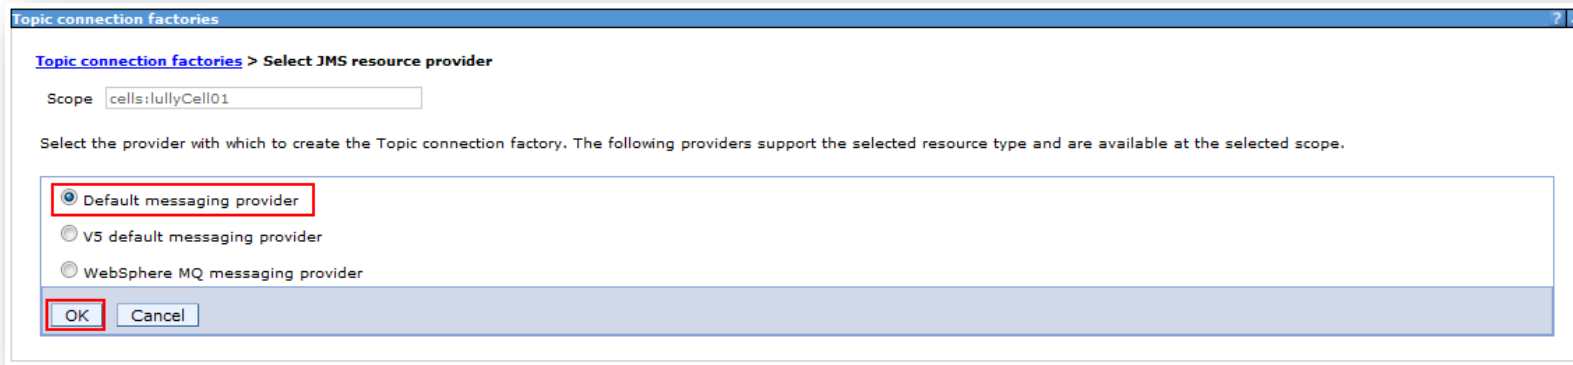 Topic connection factories ?
Topic connection factories > Select JMS resource provider
Scope cells:lullyCell01
Select the provider with which to create the Topic connection factory. The following providers support the selected resource type and are available at the selected scope.
Default messaging provider
V5 default messaging provider
WebSphere MQ messaging provider
OK Cancel